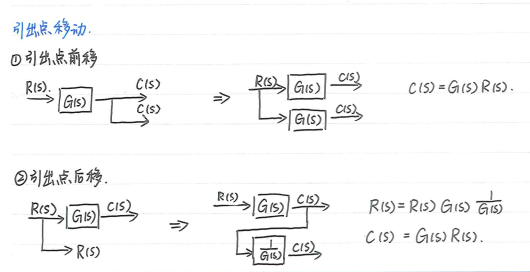 引出点移动.
①引出点前移
R(s). G(s) C(s) C(s) ⇒ R(s) G(s) C(s) G(s) C(s) C(s)=G(s)R(s).
②引出点后移.
R(s) G(s) C(s) R(s) ⇒ R(s) G(s) C(s) 1/G(s) C(s) R(s)=R(s)G(s) 1/G(s)
C(s) = G(s)R(s).